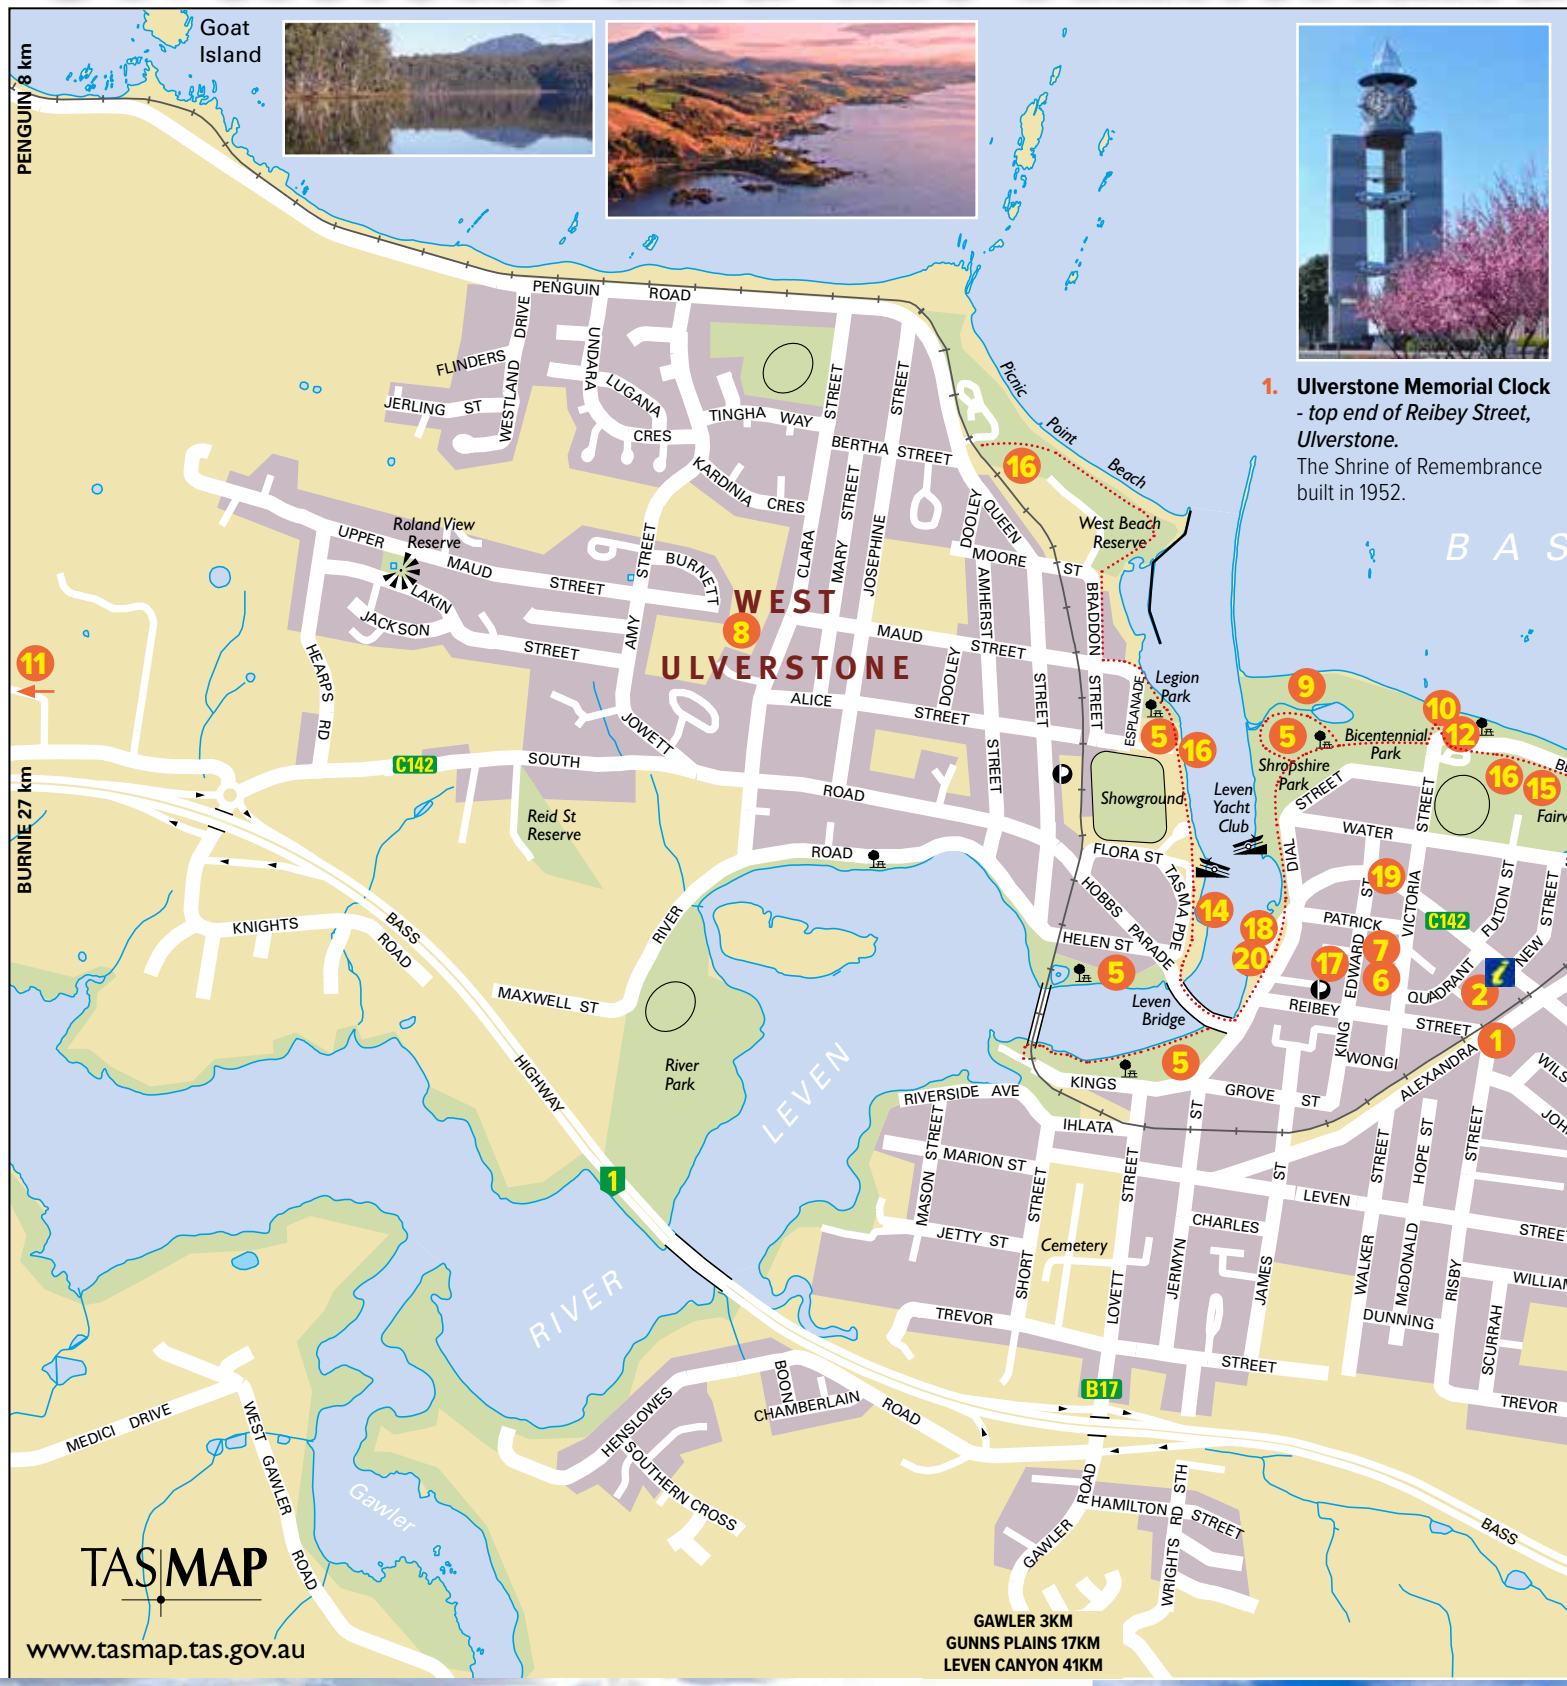 Goat
Island
PENGUIN 8 km
1. Ulverstone Memorial Clock
- top end of Reibey Street,
Ulverstone.
The Shrine of Remembrance
built in 1952.
B A S
PENGUIN
ROAD
DRIVE
WESTLAND
FLINDERS
JERLING ST
UNDARA
LUGANA
CRES
TINGHA WAY
STREET
STREET
BERTHA STREET
KARDINIA
CRES
CLARA
MARY STREET
JOSEPHINE
Picnic
Point
Beach
16
West Beach
Reserve
DOOLEY
QUEEN
MOORE ST
AMHERST
BRADDON
Roland View
Reserve
UPPER
MAUD
STREET
LAKIN
JACKSON
STREET
STREET
AMY
BURNETT
WEST
8
ULVERSTONE
MAUD
STREET
DOOLEY
11
HEARPS
RD
JOWETT
ALICE
STREET
STREET
STREET
STREET
ESPLANADE
Legion
Park
5
16
9
5
10
12
Bicentennial
Park
Shropshire
Park
16
15
BE
Fairw
C142
SOUTH
ROAD
Showground
Leven
Yacht
Club
STREET
STREET
WATER
BURNIE 27 km
Reid St
Reserve
ROAD
RIVER
FLORA ST
TASMA PDE
HOBBS
PARADE
HELEN ST
5
14
18
20
DIAL
19
ST
PATRICK
VICTORIA
C142
FULTON ST
NEW STREET
EDWARD
7
6
17
QUADRANT
i
2
REIBEY
STREET
1
KING
WONGI
ALEXANDRA
Leven
Bridge
5
KNIGHTS
ROAD
BASS
HIGHWAY
MAXWELL ST
River
Park
LEVEN
RIVER
1
KINGS
GROVE
ST
RIVERSIDE AVE
IHLATA
ST
MASON STREET
MARION ST
STREET
SHORT
JETTY ST
Cemetery
STREET
LOVETT
JERMYN
CHARLES
ST
JAMES
LEVEN
STREE
STREET
WALKER
HOPE ST
McDONALD
STREET
RISBY
WILS
JOH
WILLIAM
DUNNING
SCURRAH
TREVOR
STREET
TREVOR
B17
MEDICI DRIVE
WEST GAWLER
ROAD
Gawler
BOON
CHAMBERLAIN
ROAD
HENSLOWES
SOUTHERN CROSS
ROAD
GAWLER
HAMILTON
STREET
WRIGHTS RD STH
BASS
TASMAP
www.tasmap.tas.gov.au
GAWLER 3KM
GUNNS PLAINS 17KM
LEVEN CANYON 41KM